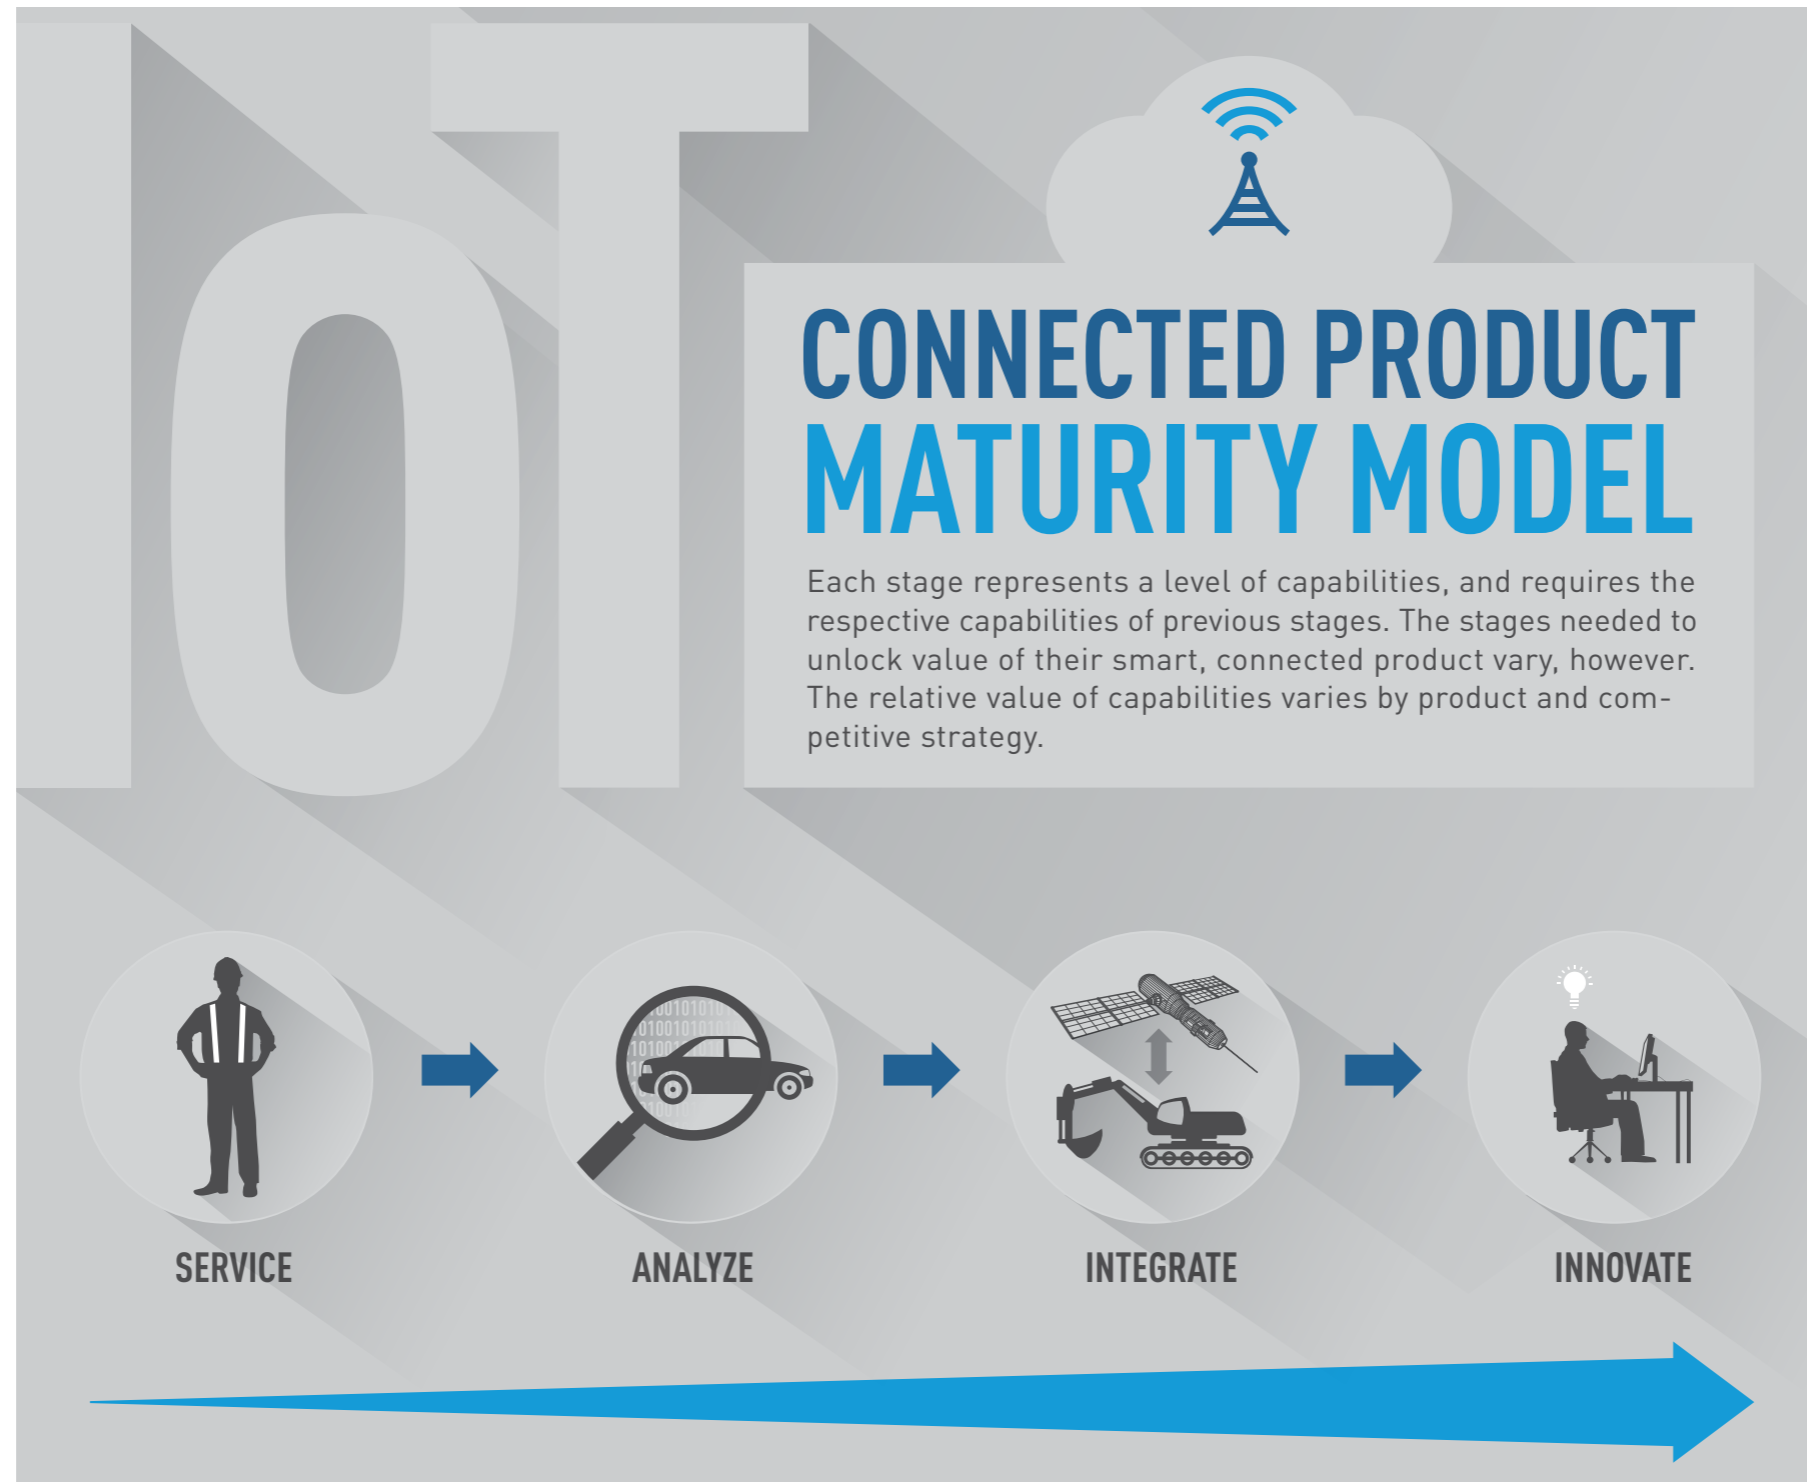 IoT
CONNECTED PRODUCT
MATURITY MODEL
Each stage represents a level of capabilities, and requires the
respective capabilities of previous stages. The stages needed to
unlock value of their smart, connected product vary, however.
The relative value of capabilities varies by product and com-
petitive strategy.
SERVICE
ANALYZE
INTEGRATE
INNOVATE